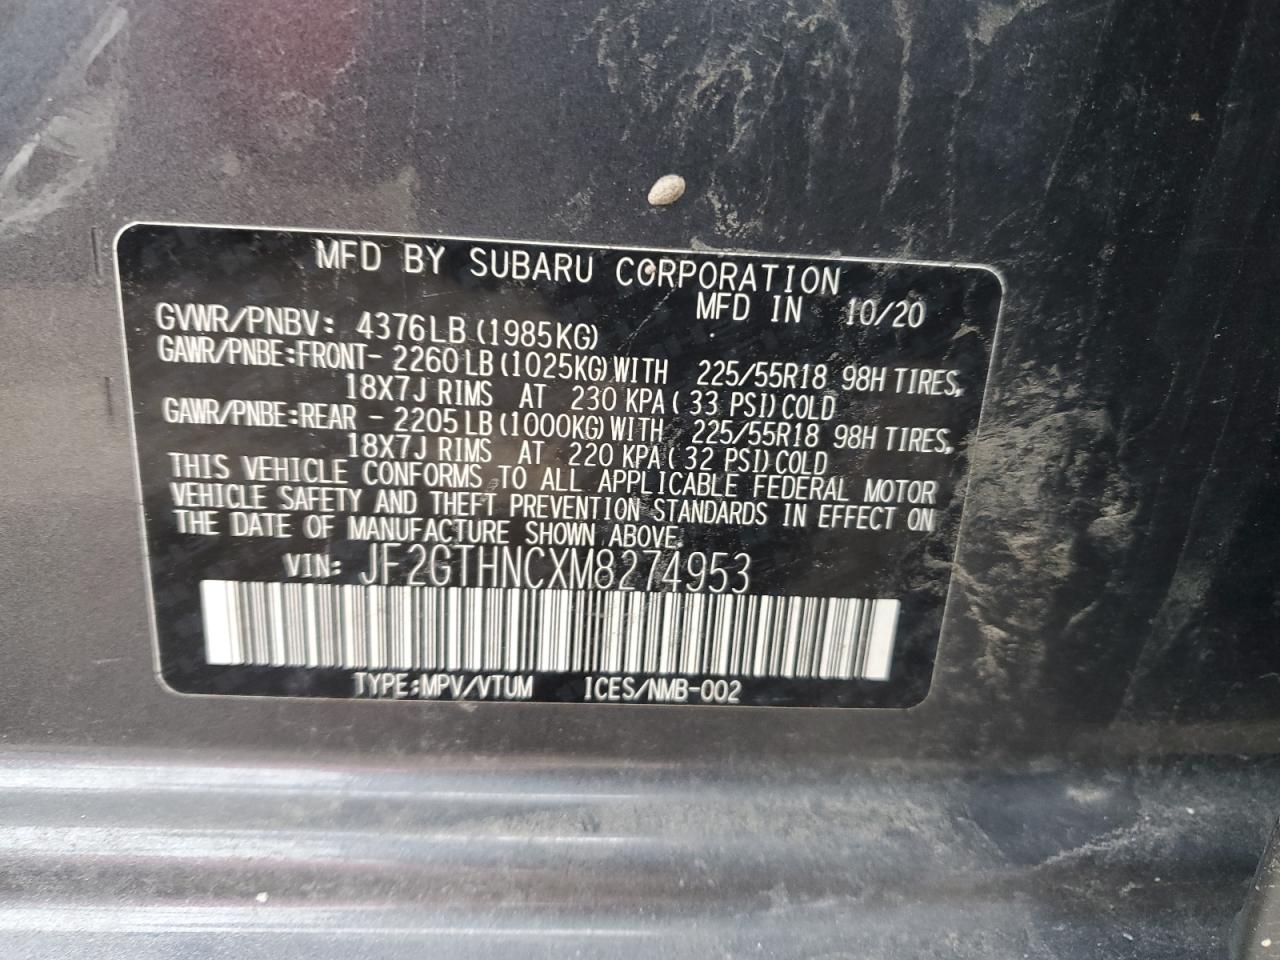 MFD BY SUBARU CORPORATION
MFD IN 10/20
GVWR/PNBV: 4376LB (1985KG)
GAWR/PNBE:FRONT- 2260 LB (1025KG) WITH 225/55R18 98H TIRES,
18X7J RIMS AT 230 KPA ( 33 PSI) COLD
GAWR/PNBE:REAR - 2205 LB (1000KG) WITH 225/55R18 98H TIRES,
18X7J RIMS AT 220 KPA ( 32 PSI) COLD
THIS VEHICLE CONFORMS TO ALL APPLICABLE FEDERAL MOTOR
VEHICLE SAFETY AND THEFT PREVENTION STANDARDS IN EFFECT ON
THE DATE OF MANUFACTURE SHOWN ABOVE.
VIN: JF2GTHNCXM8274953
TYPE:MPV/VTUM ICES/NMB-002